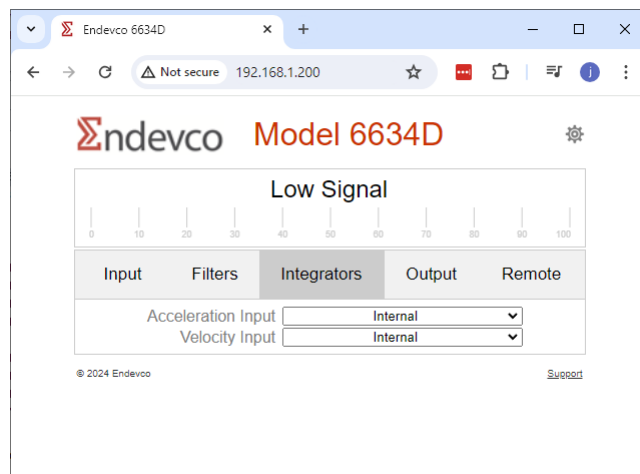 Endevco 6634D
Not secure 192.168.1.200
j
Endevco Model 6634D
Low Signal
0 10 20 30 40 50 60 70 80 90 100
Input Filters Integrators Output Remote
Acceleration Input Internal
Velocity Input Internal
© 2024 Endevco Support